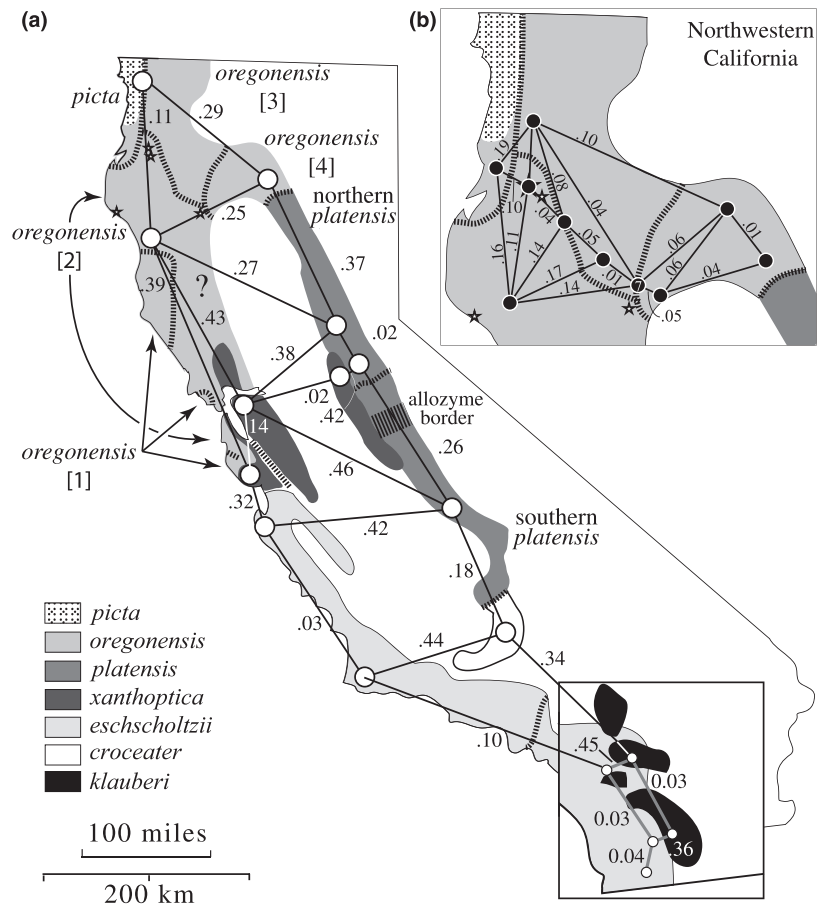 (a)
(b)
Northwestern
California
picta
oregonensis
[3]
.11
.29
oregonensis
[4]
northern
platensis
.25
oregonensis
[2]
.39
?
.27
.37
.43
.38
.02
.02
.42
allozyme
border
14
.46
.26
oregonensis
[1]
.32
.42
southern
platensis
.18
.03
.44
.34
.10
.45
0.03
0.03
.36
0.04
.19
.10
.08
.10
.04
.04
.16
.11
.14
.05
.17
.01
.14
.06
.06
.01
.04
.05
picta
oregonensis
platensis
xanthoptica
eschscholtzii
croceater
klauberi
100 miles
200 km